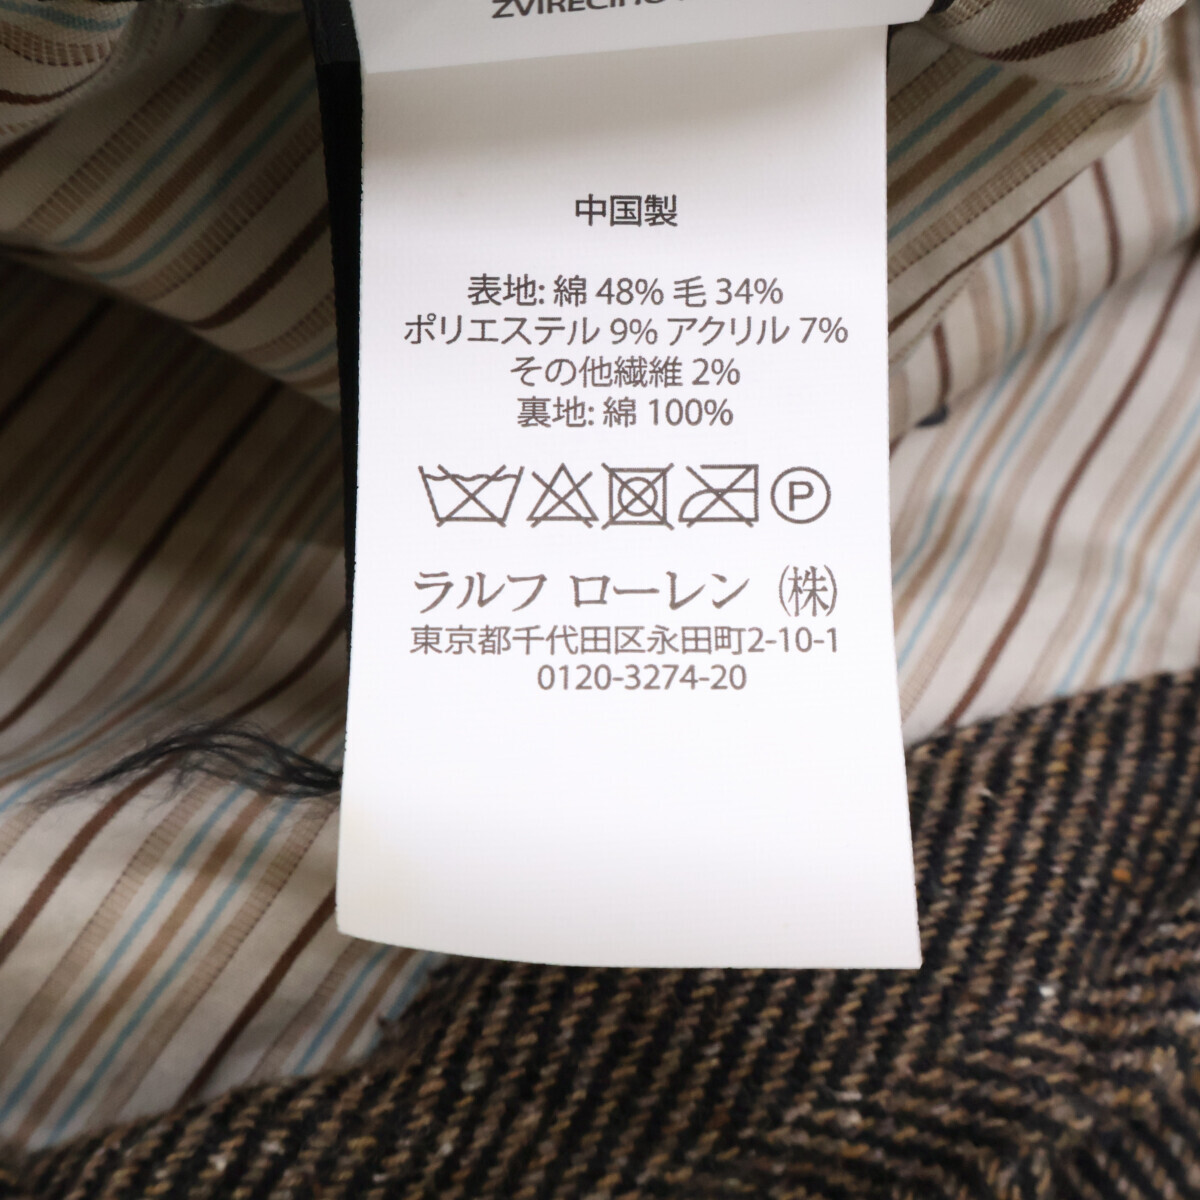 中国製
表地: 綿 48% 毛 34%
ポリエステル 9% アクリル 7%
その他繊維 2%
裏地: 綿 100%
P
ラルフ ローレン ㈱
東京都千代田区永田町2-10-1
0120-3274-20